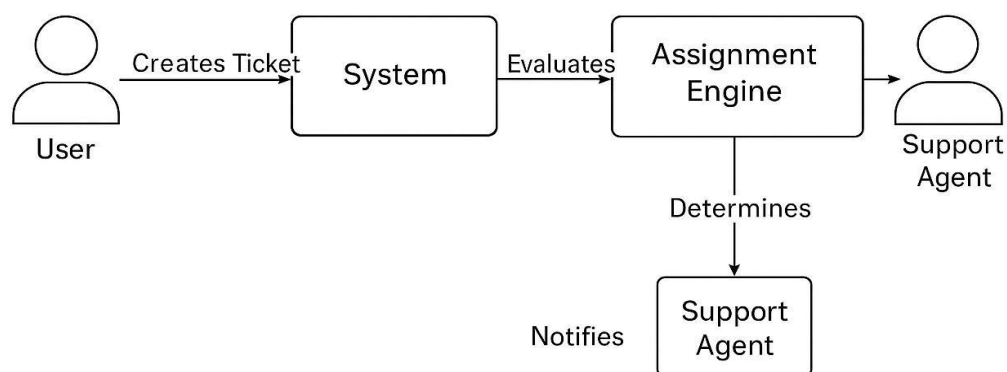 Creates Ticket
System
Evaluates
Assignment
Engine
User
Support
Agent
Determines
Notifies
Support
Agent